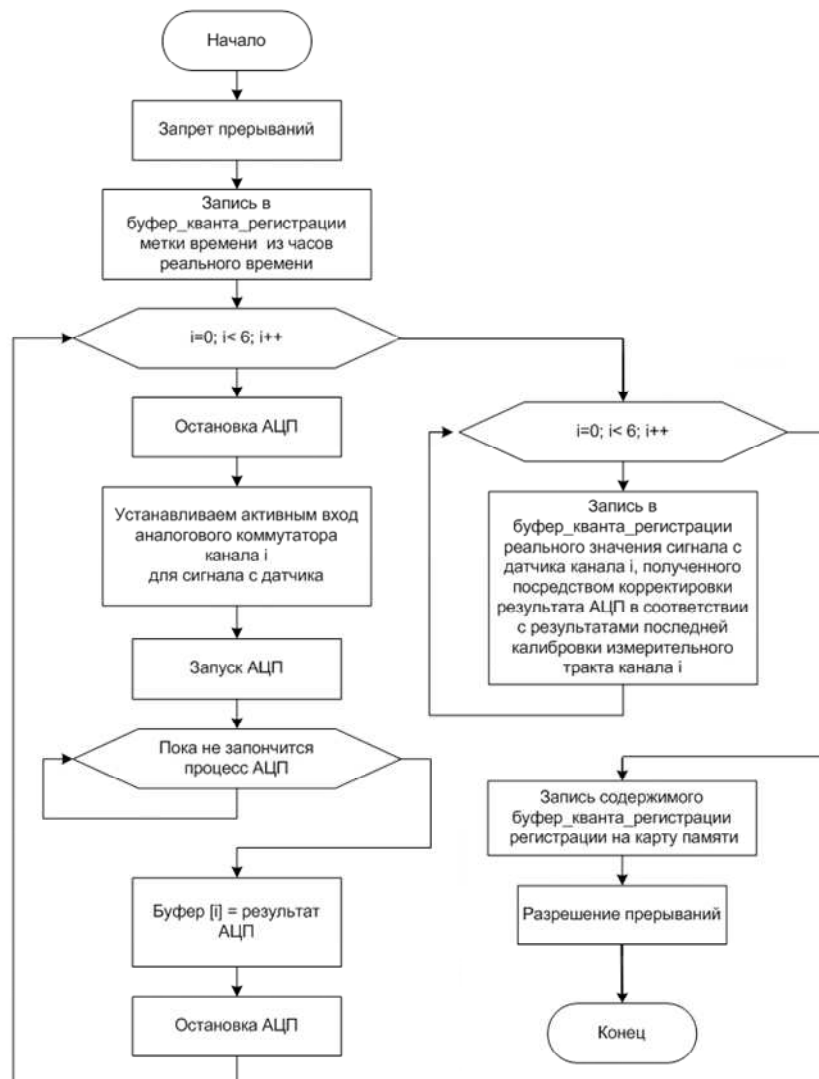 Начало
Запрет прерываний
Запись в
буфер_кванта_регистрации
метки времени из часов
реального времени
i=0; i< 6; i++
Остановка АЦП
Устанавливаем активным вход
аналогового коммутатора
канала i
для сигнала с датчика
Запуск АЦП
Пока не запончится
процесс АЦП
Буфер [i] = результат
АЦП
Остановка АЦП
i=0; i< 6; i++
Запись в
буфер_кванта_регистрации
реального значения сигнала с
датчика канала i, полученного
посредством корректировки
результата АЦП в соответствии
с результатами последней
калибровки измерительного
тракта канала i
Запись содержимого
буфер_кванта_регистрации
регистрации на карту памяти
Разрешение прерываний
Конец